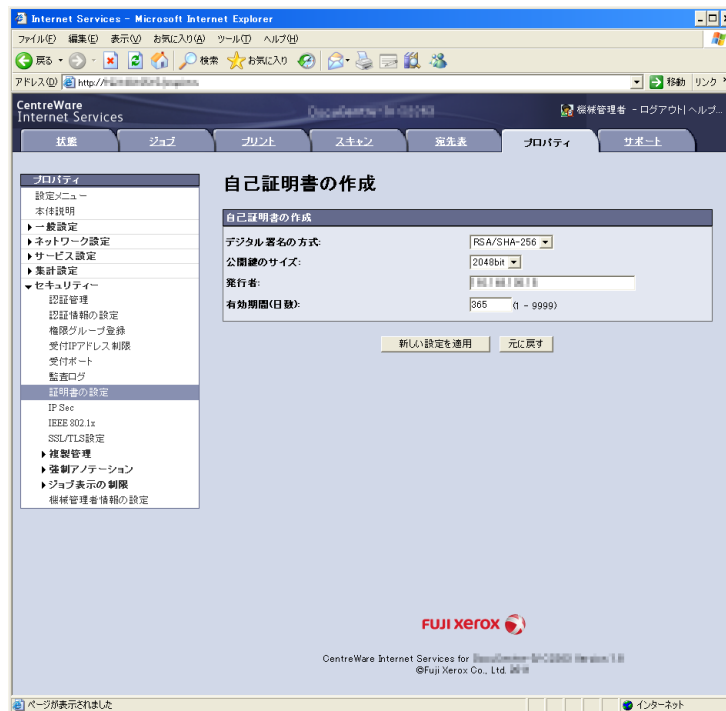 Internet Services - Microsoft Internet Explorer
ファイル(F) 編集(E) 表示(V) お気に入り(A) ツール(T) ヘルプ(H)
戻る 検索 お気に入り
アドレス(D) http:// 移動 リンク
CentreWare
Internet Services
機械管理者 - ログアウト| ヘルプ...
状態 ジョブ プリント スキャン 宛先表 プロパティ サポート
プロパティ
設定メニュー
本体説明
一般設定
ネットワーク設定
サービス設定
集計設定
セキュリティー
認証管理
認証情報の設定
権限グループ登録
受付IPアドレス制限
受付ポート
監査ログ
証明書の設定
IP Sec
IEEE 802.1x
SSL/TLS設定
複製管理
強制アノテーション
ジョブ表示の制限
機械管理者情報の設定
自己証明書の作成
自己証明書の作成
デジタル署名の方式: RSA/SHA-256
公開鍵のサイズ: 2048bit
発行者:
有効期間(日数): 365 (1 - 9999)
新しい設定を適用 元に戻す
FUJI XEROX
CentreWare Internet Services for
©Fuji Xerox Co., Ltd.
ページが表示されました インターネット